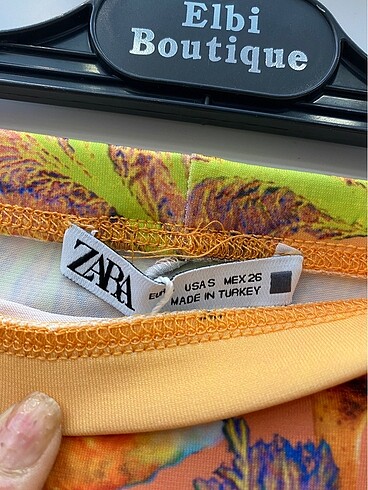 Elbi
Boutique
ZARA
EUR
USA S MEX 26
MADE IN TURKEY